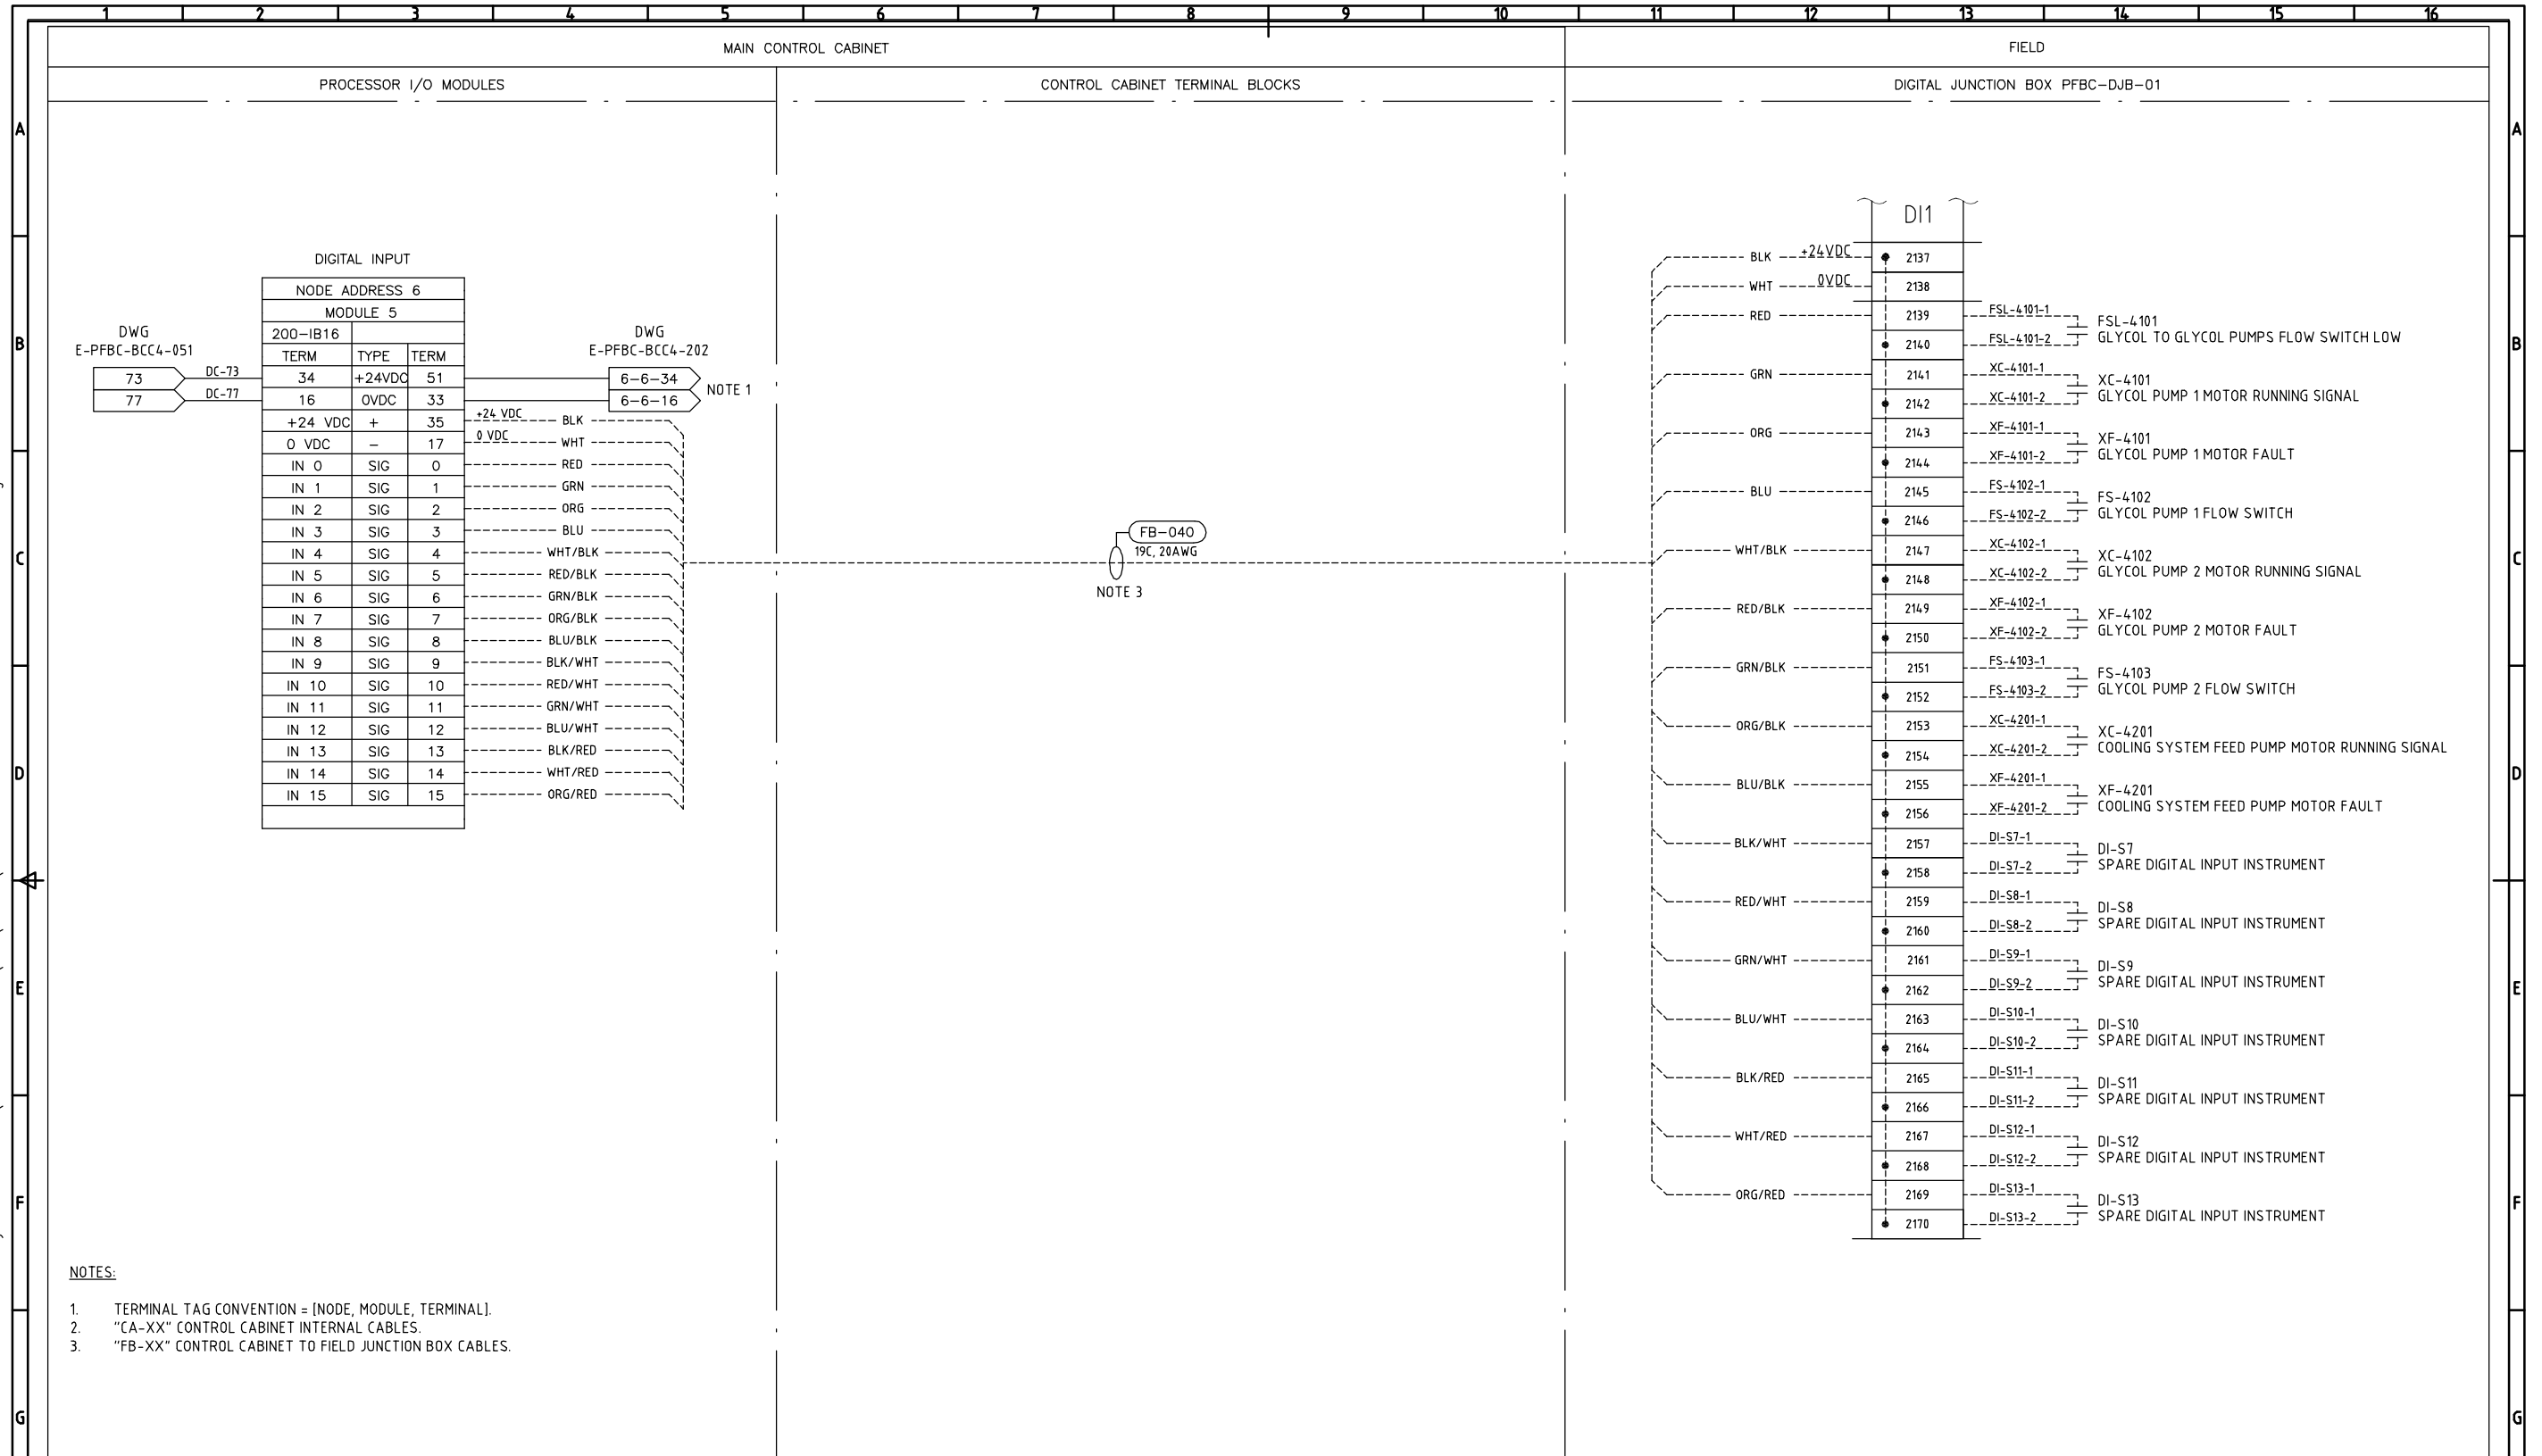 1 2 3 4 5 6 7 8 9 10 11 12 13 14 15 16
MAIN CONTROL CABINET
FIELD
PROCESSOR I/O MODULES
CONTROL CABINET TERMINAL BLOCKS
DIGITAL JUNCTION BOX PFBC-DJB-01
A A
B B
C C
D D
E E
F F
G G
DIGITAL INPUT
NODE ADDRESS 6
MODULE 5
200-IB16
TERM TYPE TERM
34 +24VDC 51
16 0VDC 33
+24 VDC + 35
0 VDC - 17
IN 0 SIG 0
IN 1 SIG 1
IN 2 SIG 2
IN 3 SIG 3
IN 4 SIG 4
IN 5 SIG 5
IN 6 SIG 6
IN 7 SIG 7
IN 8 SIG 8
IN 9 SIG 9
IN 10 SIG 10
IN 11 SIG 11
IN 12 SIG 12
IN 13 SIG 13
IN 14 SIG 14
IN 15 SIG 15
DWG
E-PFBC-BCC4-051
73 DC-73
77 DC-77
DWG
E-PFBC-BCC4-202
6-6-34
6-6-16
NOTE 1
+24 VDC BLK
0 VDC WHT
RED
GRN
ORG
BLU
WHT/BLK
RED/BLK
GRN/BLK
ORG/BLK
BLU/BLK
BLK/WHT
RED/WHT
GRN/WHT
BLU/WHT
BLK/RED
WHT/RED
ORG/RED
FB-040
19C, 20AWG
NOTE 3
DI1
BLK +24VDC 2137
WHT 0VDC 2138
RED 2139 FSL-4101-1
2140 FSL-4101-2
FSL-4101
GLYCOL TO GLYCOL PUMPS FLOW SWITCH LOW
GRN 2141 XC-4101-1
2142 XC-4101-2
XC-4101
GLYCOL PUMP 1 MOTOR RUNNING SIGNAL
ORG 2143 XF-4101-1
2144 XF-4101-2
XF-4101
GLYCOL PUMP 1 MOTOR FAULT
BLU 2145 FS-4102-1
2146 FS-4102-2
FS-4102
GLYCOL PUMP 1 FLOW SWITCH
WHT/BLK 2147 XC-4102-1
2148 XC-4102-2
XC-4102
GLYCOL PUMP 2 MOTOR RUNNING SIGNAL
RED/BLK 2149 XF-4102-1
2150 XF-4102-2
XF-4102
GLYCOL PUMP 2 MOTOR FAULT
GRN/BLK 2151 FS-4103-1
2152 FS-4103-2
FS-4103
GLYCOL PUMP 2 FLOW SWITCH
ORG/BLK 2153 XC-4201-1
2154 XC-4201-2
XC-4201
COOLING SYSTEM FEED PUMP MOTOR RUNNING SIGNAL
BLU/BLK 2155 XF-4201-1
2156 XF-4201-2
XF-4201
COOLING SYSTEM FEED PUMP MOTOR FAULT
BLK/WHT 2157 DI-S7-1
2158 DI-S7-2
DI-S7
SPARE DIGITAL INPUT INSTRUMENT
RED/WHT 2159 DI-S8-1
2160 DI-S8-2
DI-S8
SPARE DIGITAL INPUT INSTRUMENT
GRN/WHT 2161 DI-S9-1
2162 DI-S9-2
DI-S9
SPARE DIGITAL INPUT INSTRUMENT
BLU/WHT 2163 DI-S10-1
2164 DI-S10-2
DI-S10
SPARE DIGITAL INPUT INSTRUMENT
BLK/RED 2165 DI-S11-1
2166 DI-S11-2
DI-S11
SPARE DIGITAL INPUT INSTRUMENT
WHT/RED 2167 DI-S12-1
2168 DI-S12-2
DI-S12
SPARE DIGITAL INPUT INSTRUMENT
ORG/RED 2169 DI-S13-1
2170 DI-S13-2
DI-S13
SPARE DIGITAL INPUT INSTRUMENT
NOTES:
1. TERMINAL TAG CONVENTION = [NODE, MODULE, TERMINAL].
2. "CA-XX" CONTROL CABINET INTERNAL CABLES.
3. "FB-XX" CONTROL CABINET TO FIELD JUNCTION BOX CABLES.